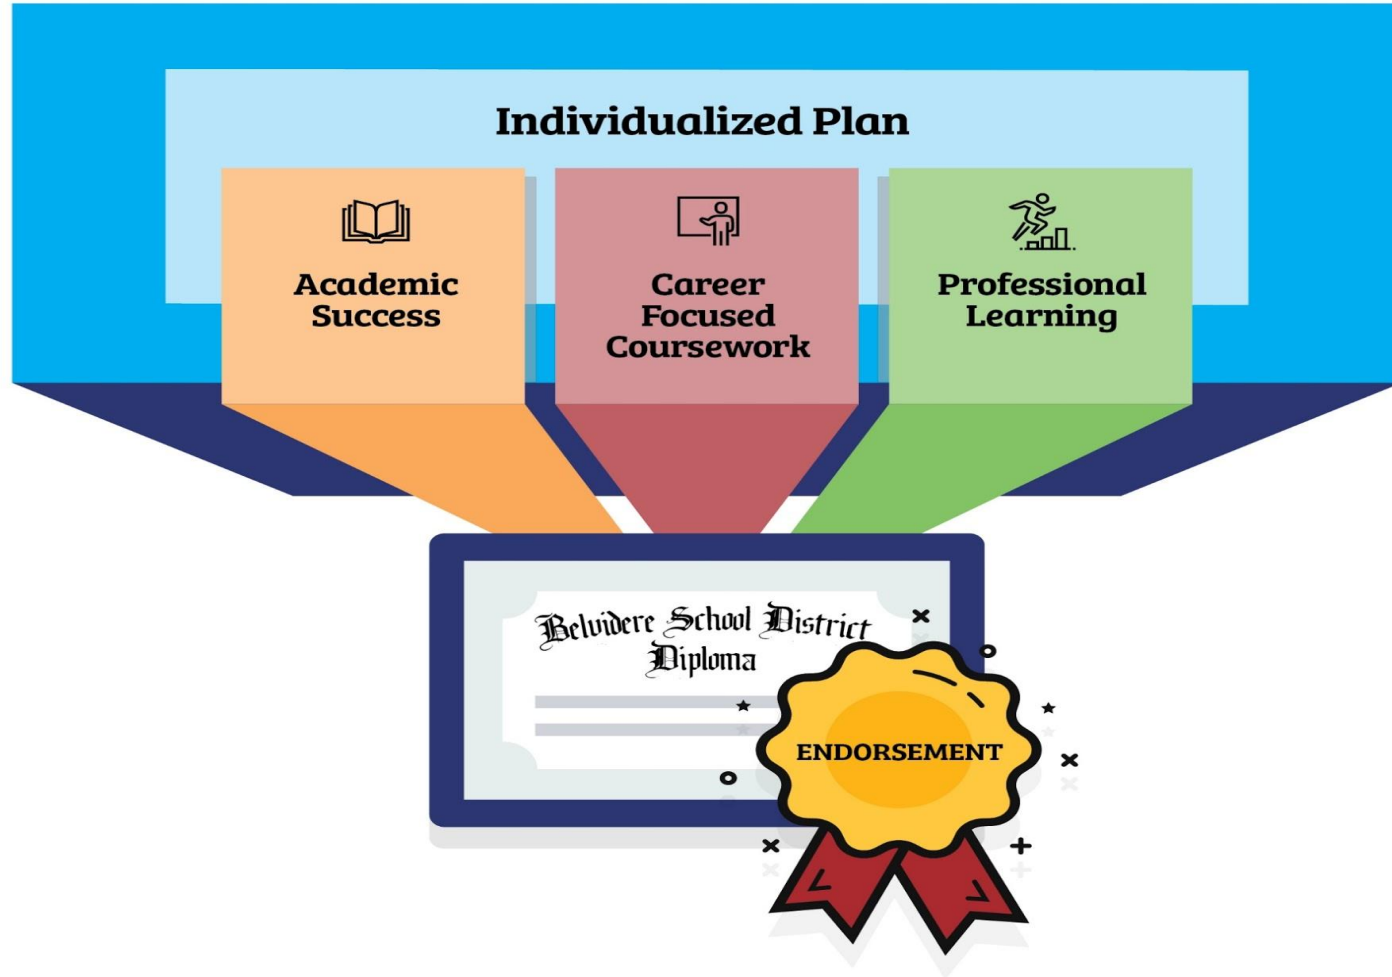 Individualized Plan
Academic
Success
Career
Focused
Coursework
Professional
Learning
Belvidere School District
Diploma
ENDORSEMENT